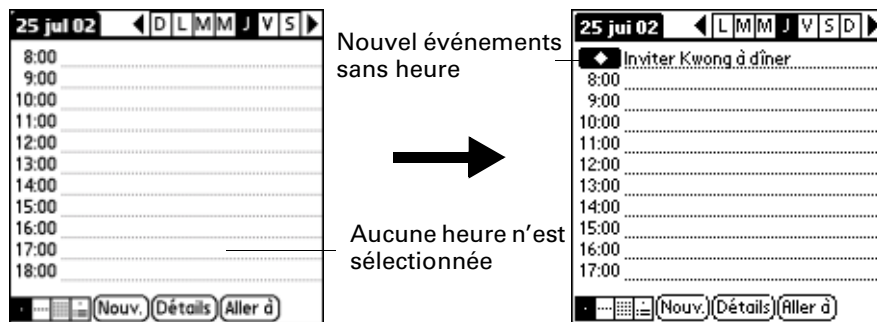 25 jul 02 D L M M J V S
8:00
9:00
10:00
11:00
12:00
13:00
14:00
15:00
16:00
17:00
18:00
Nouv. Détails Aller à
Nouvel événements
sans heure
Aucune heure n’est
sélectionnée
25 jui 02 L M M J V S D
Inviter Kwong à dîner
8:00
9:00
10:00
11:00
12:00
13:00
14:00
15:00
16:00
17:00
Nouv. Détails Aller à